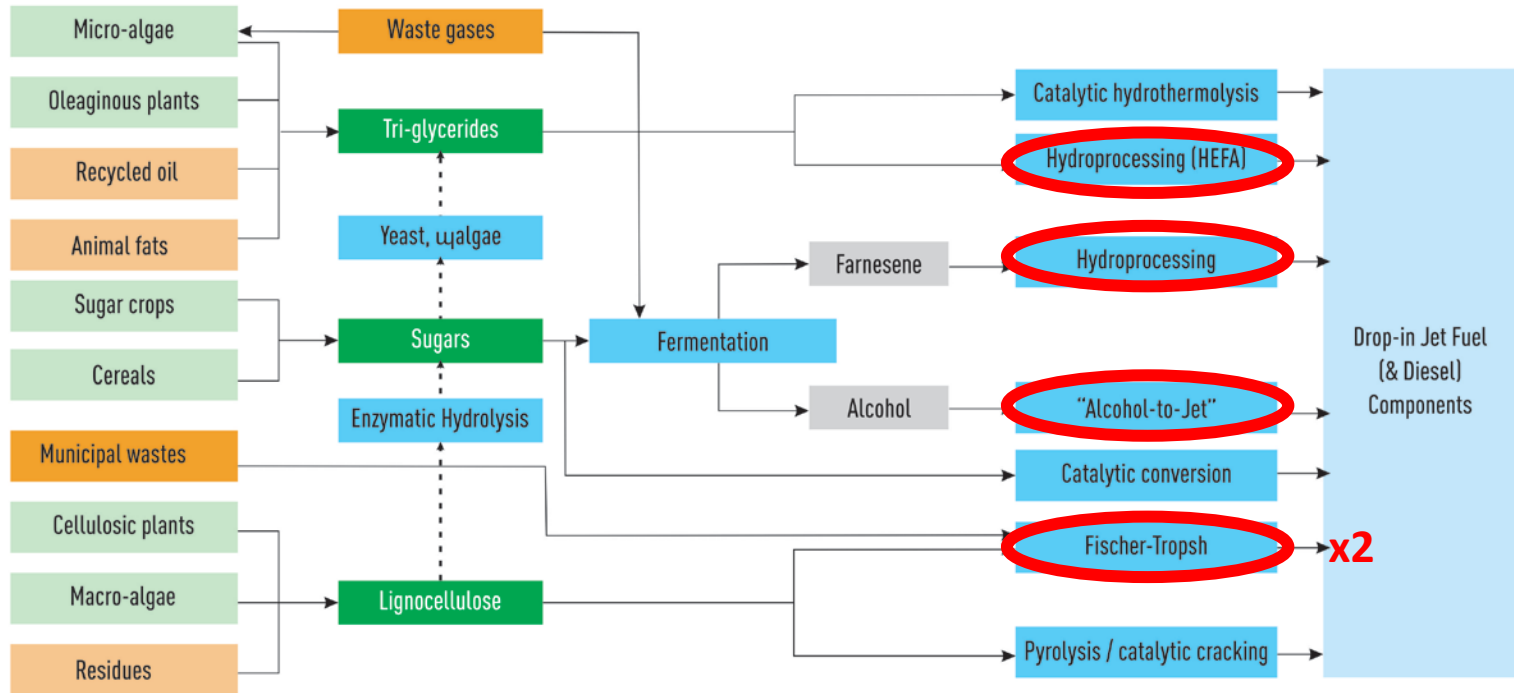 Micro-algae
Waste gases
Oleaginous plants
Tri-glycerides
Catalytic hydrothermolysis
Recycled oil
Hydroprocessing (HEFA)
Animal fats
Yeast, ɰalgae
Farnesene
Hydroprocessing
Sugar crops
Sugars
Fermentation
Drop-in Jet Fuel
(& Diesel)
Components
Cereals
Enzymatic Hydrolysis
Alcohol
"Alcohol-to-Jet"
Municipal wastes
Catalytic conversion
Cellulosic plants
Fischer-Tropsh
x2
Macro-algae
Lignocellulose
Residues
Pyrolysis / catalytic cracking